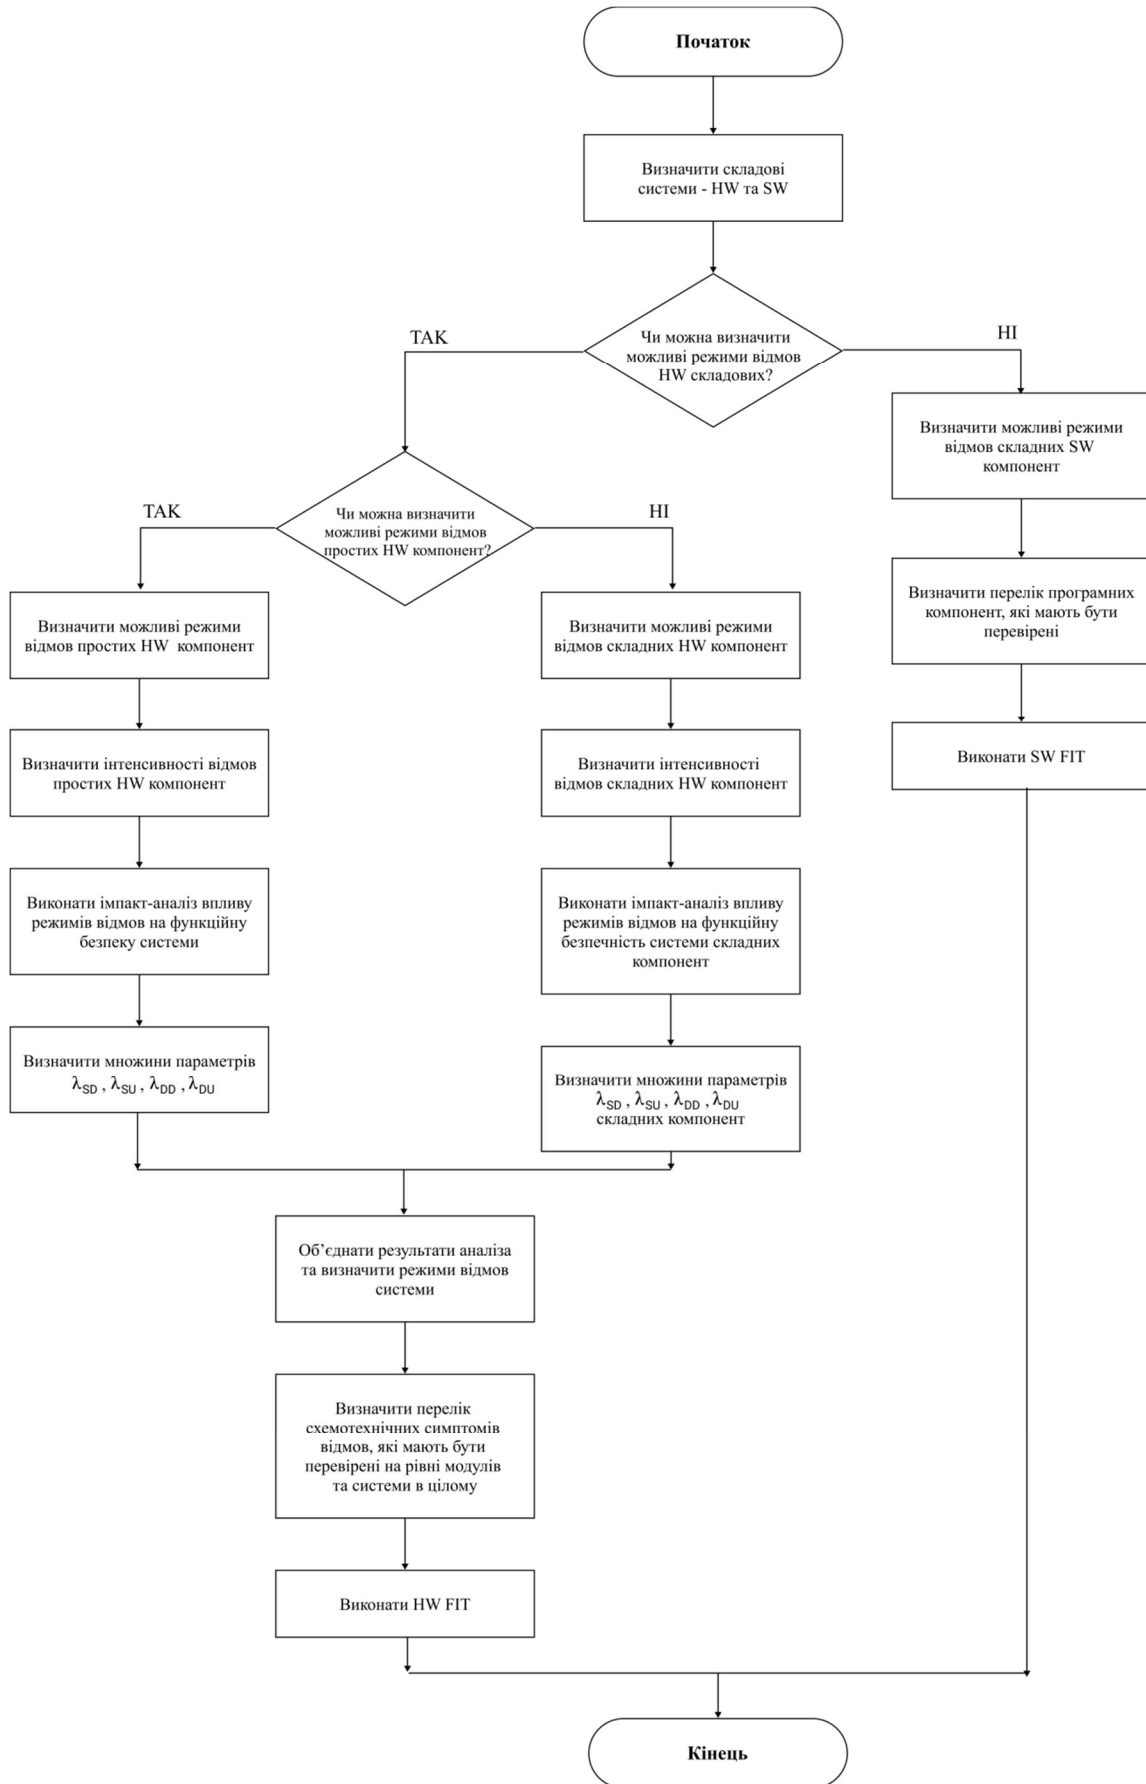 Початок
Визначити складові
системи - HW та SW
Чи можна визначити
можливі режими відмов
HW складових?
ТАК
НІ
Визначити можливі режими
відмов складних SW
компонент
Визначити перелік програмних
компонент, які мають бути
перевірені
Виконати SW FIT
Чи можна визначити
можливі режими відмов
простих HW компонент?
ТАК
НІ
Визначити можливі режими
відмов простих HW компонент
Визначити інтенсивності відмов
простих HW компонент
Виконати імпакт-аналіз впливу
режимів відмов на функційну
безпеку системи
Визначити множини параметрів
λSD , λSU , λDD , λDU
Визначити можливі режими
відмов складних HW компонент
Визначити інтенсивності
відмов складних HW компонент
Виконати імпакт-аналіз впливу
режимів відмов на функційну
безпечність системи складних
компонент
Визначити множини параметрів
λSD , λSU , λDD , λDU
складних компонент
Об’єднати результати аналіза
та визначити режими відмов
системи
Визначити перелік
схемотехнічних симптомів
відмов, які мають бути
перевірені на рівні модулів
та системи в цілому
Виконати HW FIT
Кінець